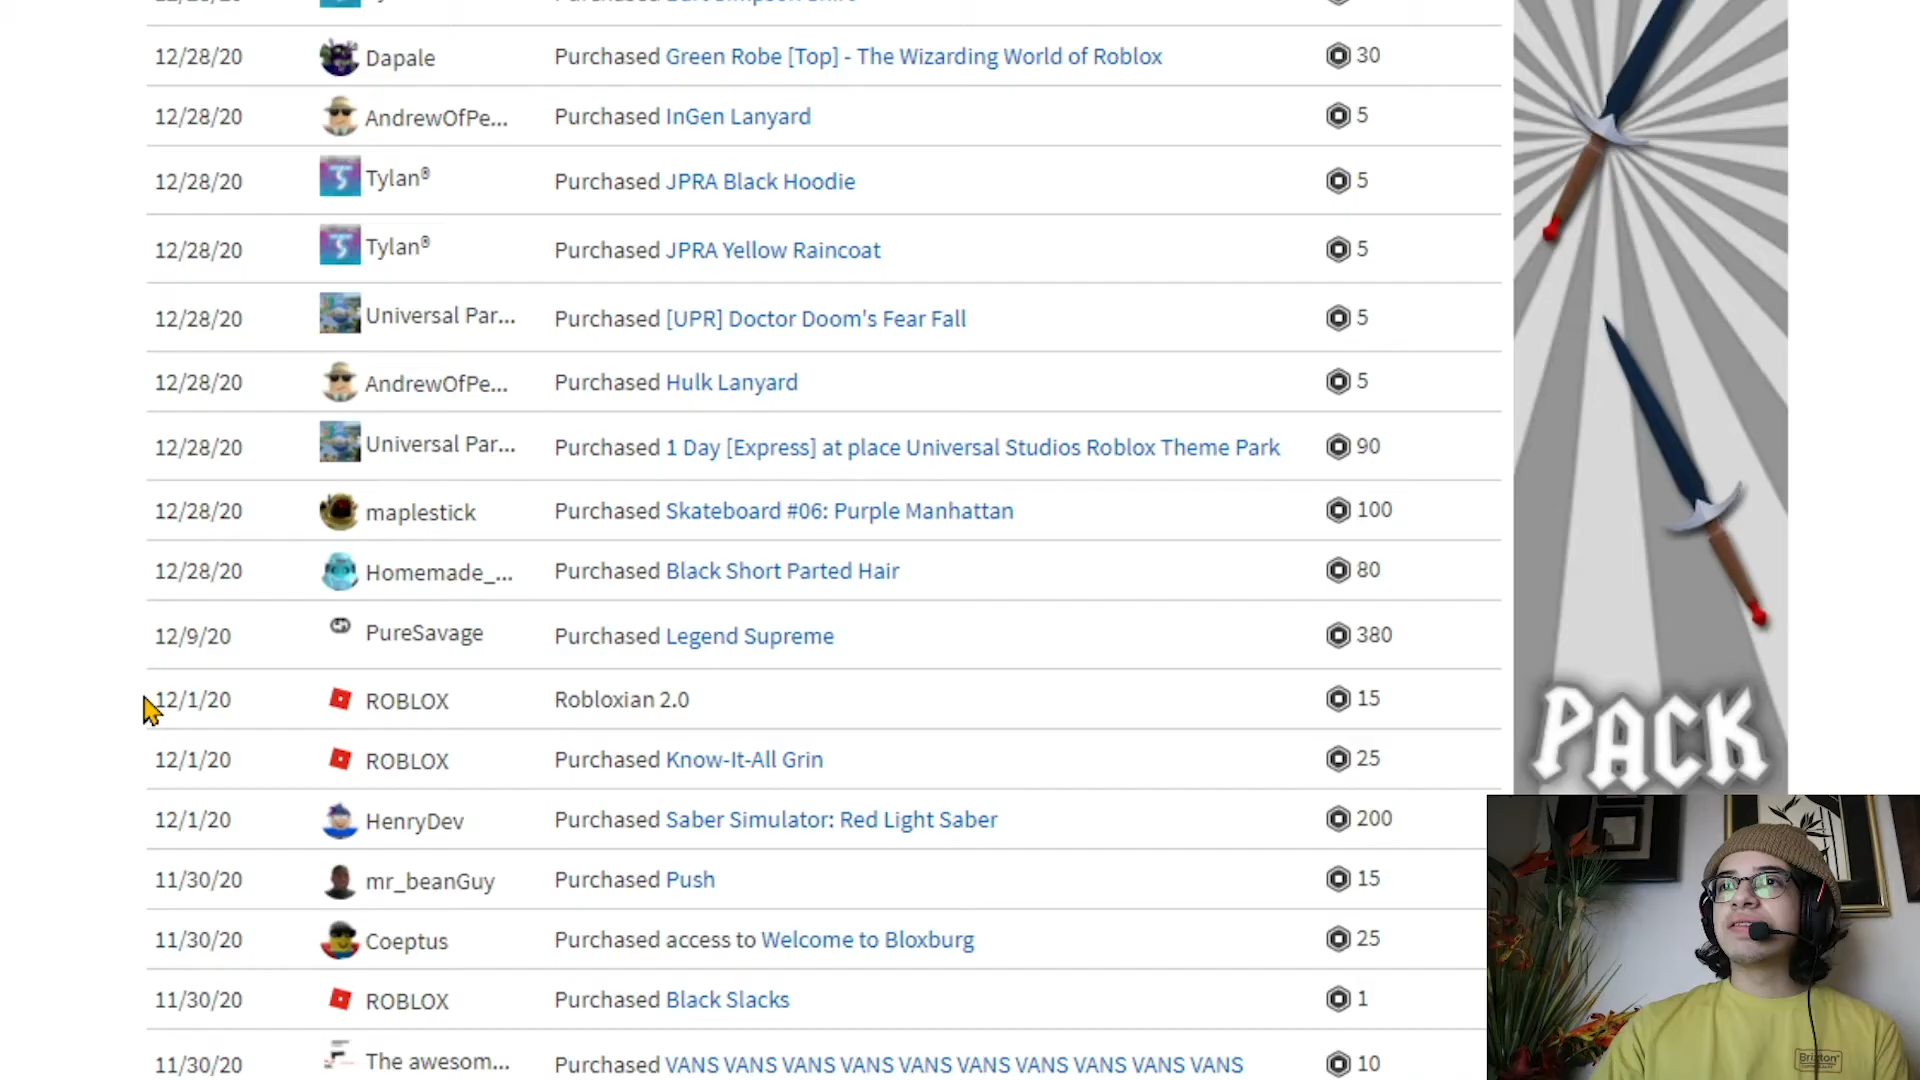 12/28/20 Dapale Purchased Green Robe [Top] - The Wizarding World of Roblox 30
12/28/20 AndrewOfPe... Purchased InGen Lanyard 5
12/28/20 Tylan® Purchased JPRA Black Hoodie 5
12/28/20 Tylan® Purchased JPRA Yellow Raincoat 5
12/28/20 Universal Par... Purchased [UPR] Doctor Doom's Fear Fall 5
12/28/20 AndrewOfPe... Purchased Hulk Lanyard 5
12/28/20 Universal Par... Purchased 1 Day [Express] at place Universal Studios Roblox Theme Park 90
12/28/20 maplestick Purchased Skateboard #06: Purple Manhattan 100
12/28/20 Homemade_... Purchased Black Short Parted Hair 80
12/9/20 PureSavage Purchased Legend Supreme 380
12/1/20 ROBLOX Robloxian 2.0 15
12/1/20 ROBLOX Purchased Know-It-All Grin 25
12/1/20 HenryDev Purchased Saber Simulator: Red Light Saber 200
11/30/20 mr_beanGuy Purchased Push 15
11/30/20 Coeptus Purchased access to Welcome to Bloxburg 25
11/30/20 ROBLOX Purchased Black Slacks 1
11/30/20 The awesom... Purchased VANS VANS VANS VANS VANS VANS VANS VANS VANS VANS 10
PACK
Brixton